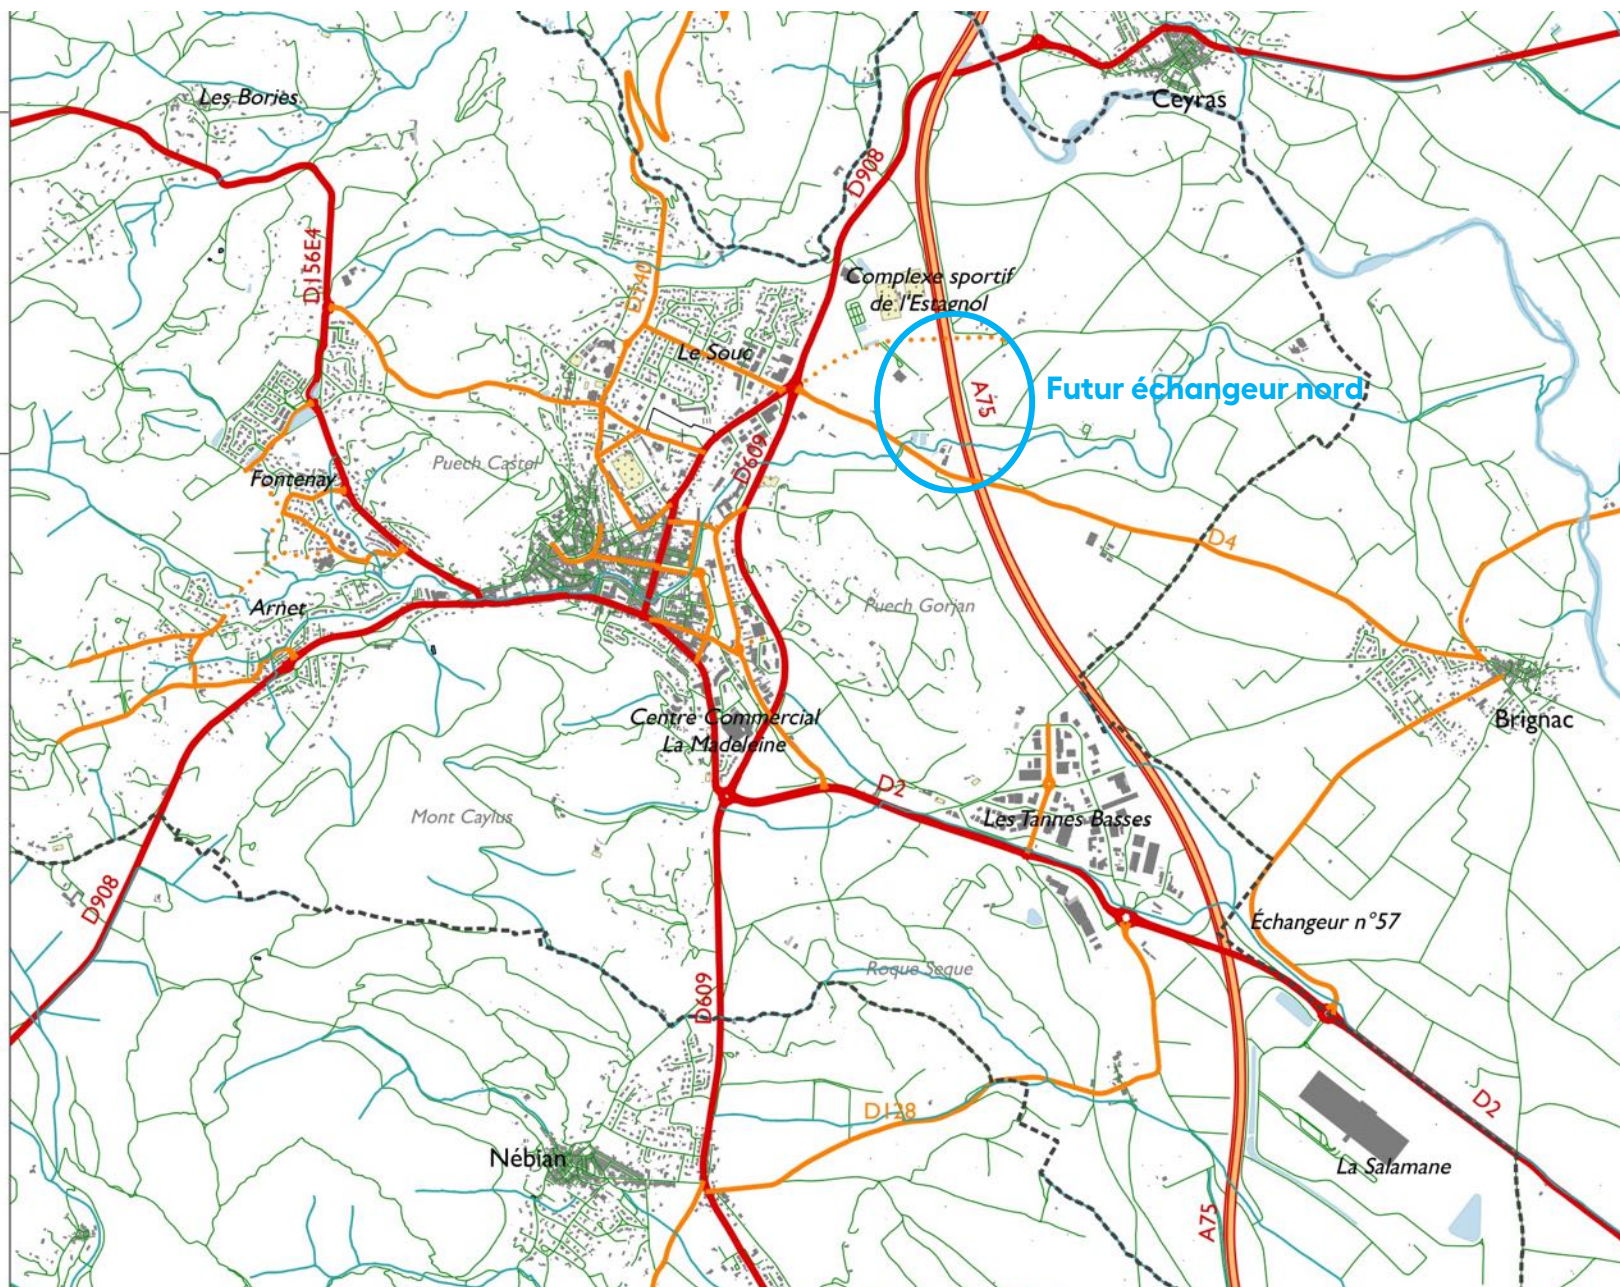 Les Bories
Ceyras
D908
D156E4
D740
Complexe sportif
de l'Estagnol
Le Souc
A75
Futur échangeur nord
D609
Puech Castel
Fontenay
D4
Arnet
Puech Gorjan
Brignac
Centre Commercial
La Madeleine
D2
Mont Caylus
Les Tannes Basses
D908
Échangeur n°57
Roque Seque
D609
D128
D2
Nébian
La Salamane
A75